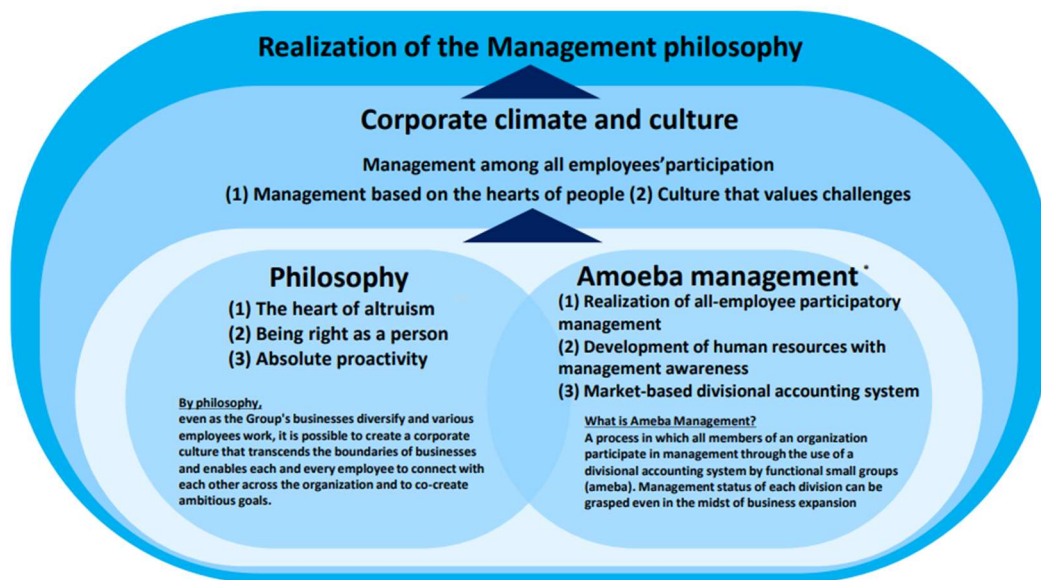 Realization of the Management philosophy
Corporate climate and culture
Management among all employees'participation
(1) Management based on the hearts of people (2) Culture that values challenges
Philosophy
(1) The heart of altruism
(2) Being right as a person
(3) Absolute proactivity
By philosophy,
even as the Group's businesses diversify and various
employees work, it is possible to create a corporate
culture that transcends the boundaries of businesses
and enables each and every employee to connect with
each other across the organization and to co-create
ambitious goals.
Amoeba management *
(1) Realization of all-employee participatory
management
(2) Development of human resources with
management awareness
(3) Market-based divisional accounting system
What is Ameba Management?
A process in which all members of an organization
participate in management through the use of a
divisional accounting system by functional small groups
(ameba). Management status of each division can be
grasped even in the midst of business expansion